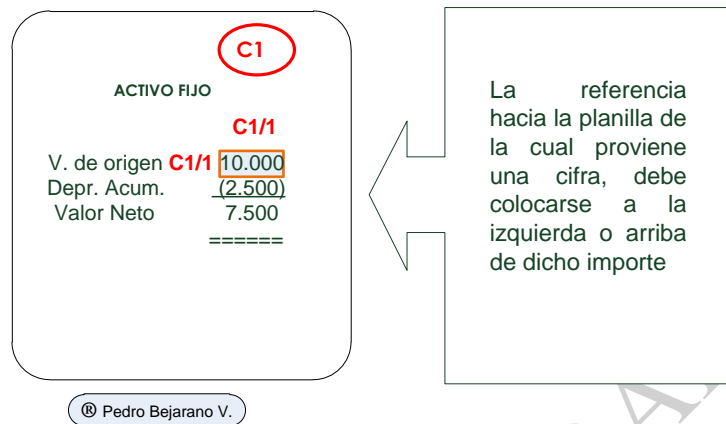 C1
ACTIVO FIJO
C1/1
V. de origen C1/1 10.000
Depr. Acum. (2.500)
Valor Neto 7.500
======
La referencia
hacia la planilla de
la cual proviene
una cifra, debe
colocarse a la
izquierda o arriba
de dicho importe
® Pedro Bejarano V.